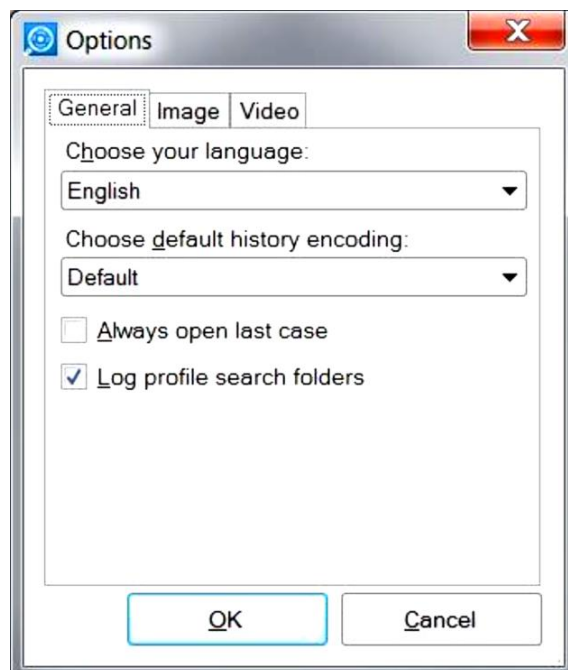 Options
X
General Image Video
Choose your language:
English
Choose default history encoding:
Default
Always open last case
Log profile search folders
OK Cancel